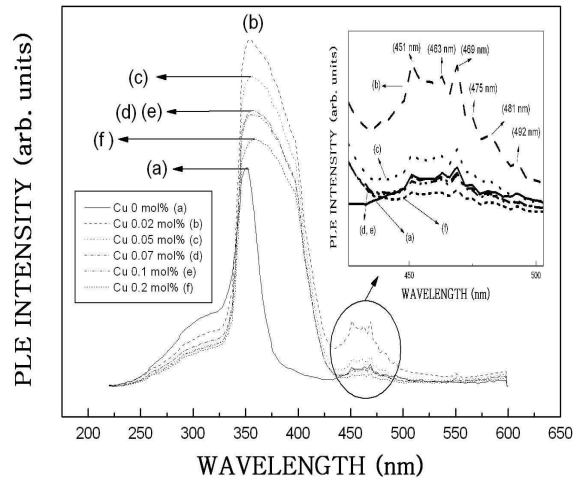 (b)
(c)
(d) (e)
(f)
(a)
PLE INTENSITY (arb. units)
Cu 0 mol% (a)
Cu 0.02 mol% (b)
Cu 0.05 mol% (c)
Cu 0.07 mol% (d)
Cu 0.1 mol% (e)
Cu 0.2 mol% (f)
200 250 300 350 400 450 500 550 600 650
WAVELENGTH (nm)
PLE INTENSITY (arb. units)
(451 nm)
(463 nm)
(469 nm)
(475 nm)
(481 nm)
(492 nm)
(b)
(c)
(d, e)
(a)
(f)
450 500
WAVELENGTH (nm)